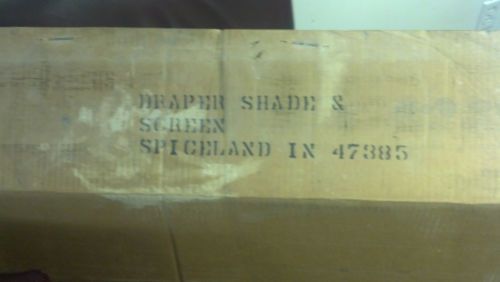 DRAPER SHADE &
SCREEN
SPICELAND IN 47385